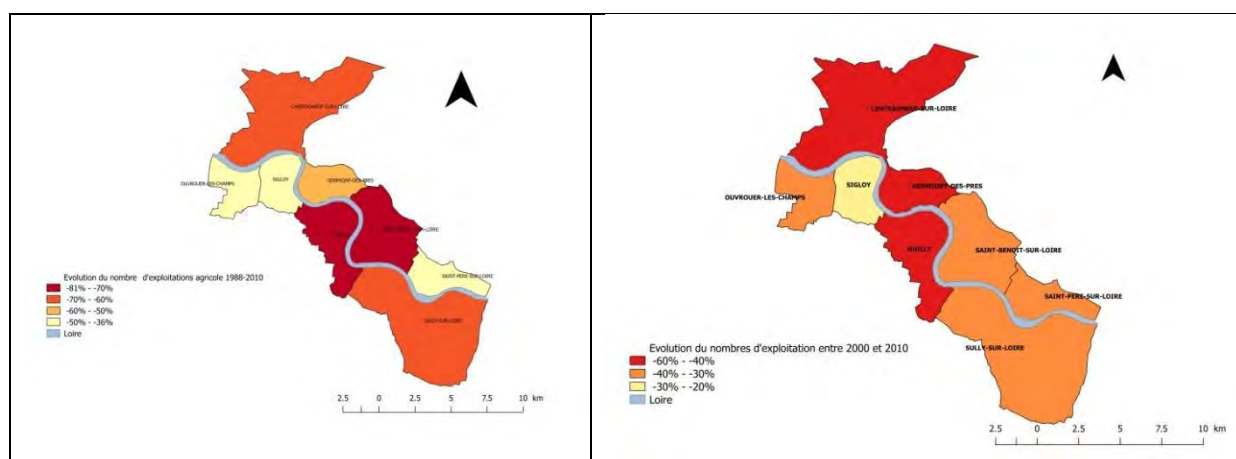 CHATEAUNEUF-SUR-LOIRE
OUVROUER-LES-CHAMPS
SIGLOY
GERMIGNY-DES-PRES
SAINT-PERE-SUR-LOIRE
SULLY-SUR-LOIRE
Evolution du nombre d'exploitations agricole 1988-2010
-81% - -70%
-70% - -60%
-60% - -50%
-50% - -36%
Loire
2.5 0 2.5 5 7.5 10 km
CHATEAUNEUF-SUR-LOIRE
SIGLOY
GERMIGNY-DES-PRES
OUVROUER-LES-CHAMPS
SAINT-BENOIT-SUR-LOIRE
SAINT-PERE-SUR-LOIRE
SULLY-SUR-LOIRE
Evolution du nombres d'exploitation entre 2000 et 2010
-60% - -40%
-40% - -30%
-30% - -20%
Loire
2.5 0 2.5 5 7.5 10 km